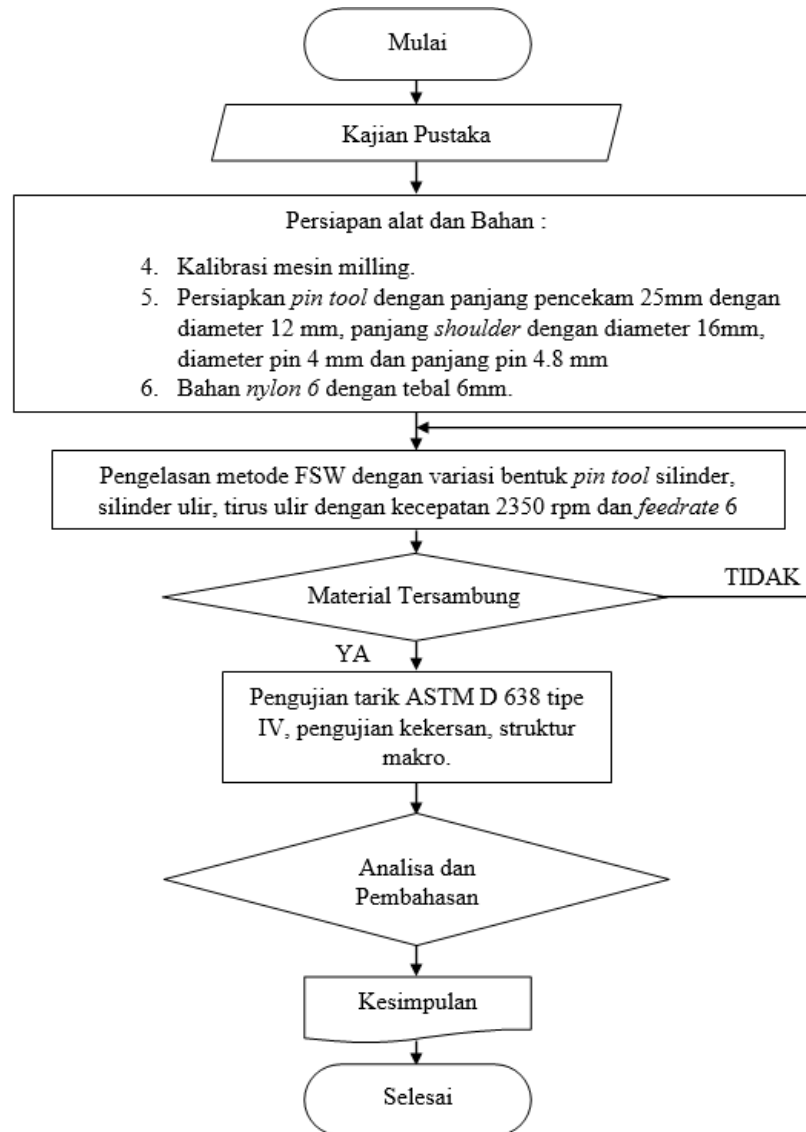 Mulai
Kajian Pustaka
Persiapan alat dan Bahan :
4. Kalibrasi mesin milling.
5. Persiapkan pin tool dengan panjang pencekam 25mm dengan
diameter 12 mm, panjang shoulder dengan diameter 16mm,
diameter pin 4 mm dan panjang pin 4.8 mm
6. Bahan nylon 6 dengan tebal 6mm.
Pengelasan metode FSW dengan variasi bentuk pin tool silinder,
silinder ulir, tirus ulir dengan kecepatan 2350 rpm dan feedrate 6
Material Tersambung
TIDAK
YA
Pengujian tarik ASTM D 638 tipe
IV, pengujian kekersan, struktur
makro.
Analisa dan
Pembahasan
Kesimpulan
Selesai